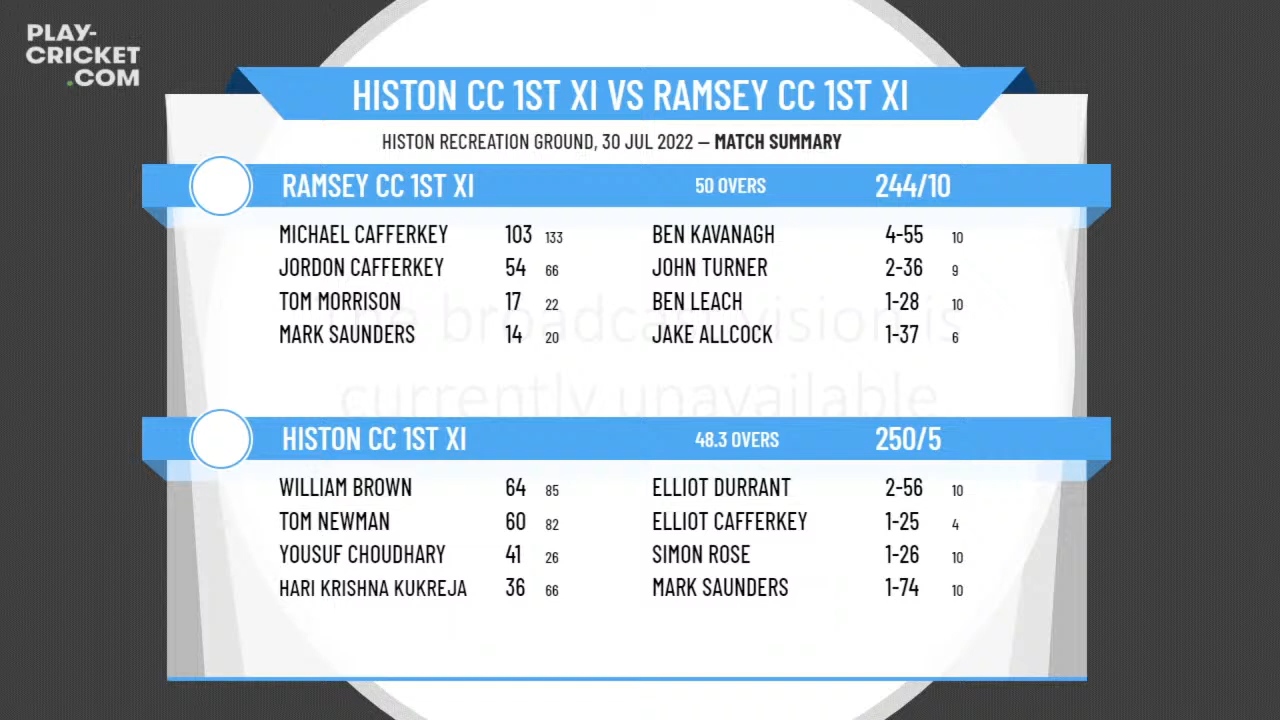 PLAY-
CRICKET
.COM
HISTON CC 1ST XI VS RAMSEY CC 1ST XI
HISTON RECREATION GROUND, 30 JUL 2022 – MATCH SUMMARY
RAMSEY CC 1ST XI 50 OVERS 244/10
MICHAEL CAFFERKEY 103 133 BEN KAVANAGH 4-55 10
JORDON CAFFERKEY 54 66 JOHN TURNER 2-36 9
TOM MORRISON 17 22 BEN LEACH 1-28 10
MARK SAUNDERS 14 20 JAKE ALLCOCK 1-37 6
The broadcast vision is
currently unavailable
HISTON CC 1ST XI 48.3 OVERS 250/5
WILLIAM BROWN 64 85 ELLIOT DURRANT 2-56 10
TOM NEWMAN 60 82 ELLIOT CAFFERKEY 1-25 4
YOUSUF CHOUDHARY 41 26 SIMON ROSE 1-26 10
HARI KRISHNA KUKREJA 36 66 MARK SAUNDERS 1-74 10